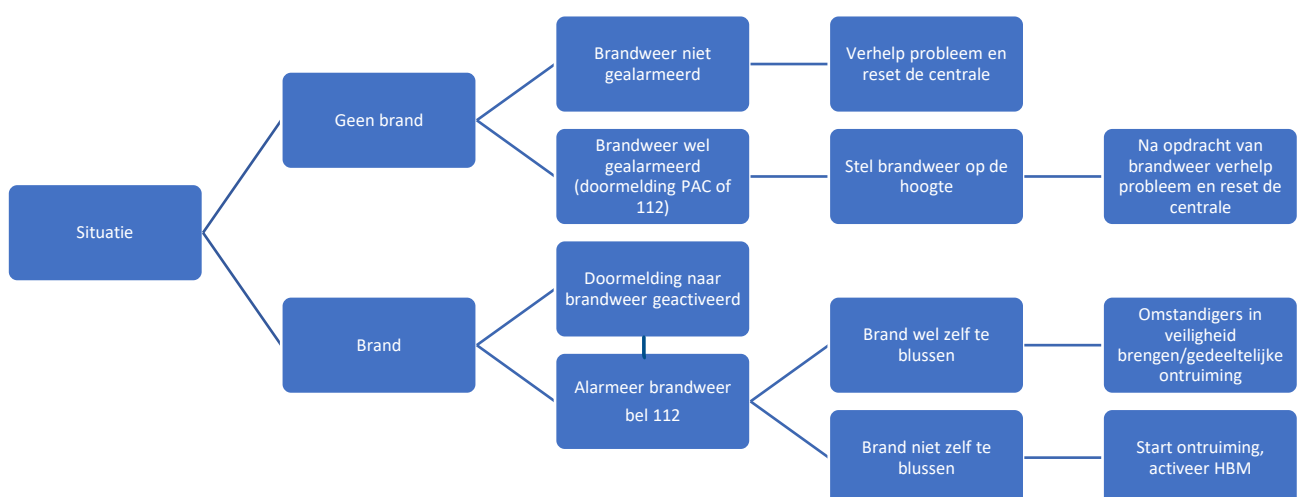 Situatie
Geen brand
Brandweer niet
gealarmeerd
Verhelp probleem en
reset de centrale
Brandweer wel
gealarmeerd
(doormelding PAC of
112)
Stel brandweer op de
hoogte
Na opdracht van
brandweer verhelp
probleem en reset de
centrale
Brand
Doormelding naar
brandweer geactiveerd
Alarmeer brandweer
bel 112
Brand wel zelf te
blussen
Omstandigers in
veiligheid
brengen/gedeeltelijke
ontruiming
Brand niet zelf te
blussen
Start ontruiming,
activeer HBM